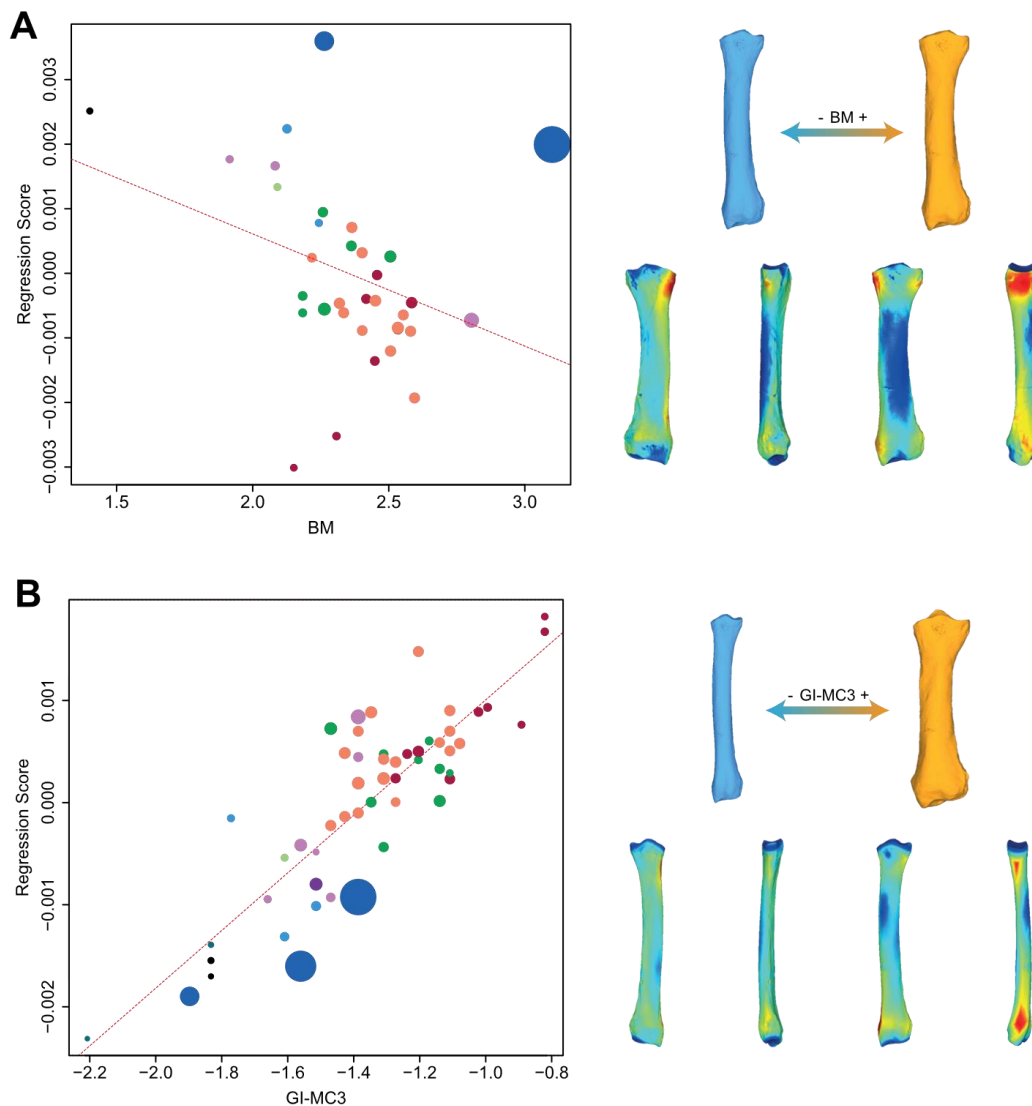 A
0.003
0.002
0.001
0.000
−0.001
−0.002
−0.003
Regression Score
1.5 2.0 2.5 3.0
BM
- BM +
B
0.001
0.000
−0.001
−0.002
Regression Score
−2.2 −2.0 −1.8 −1.6 −1.4 −1.2 −1.0 −0.8
GI-MC3
- GI-MC3 +